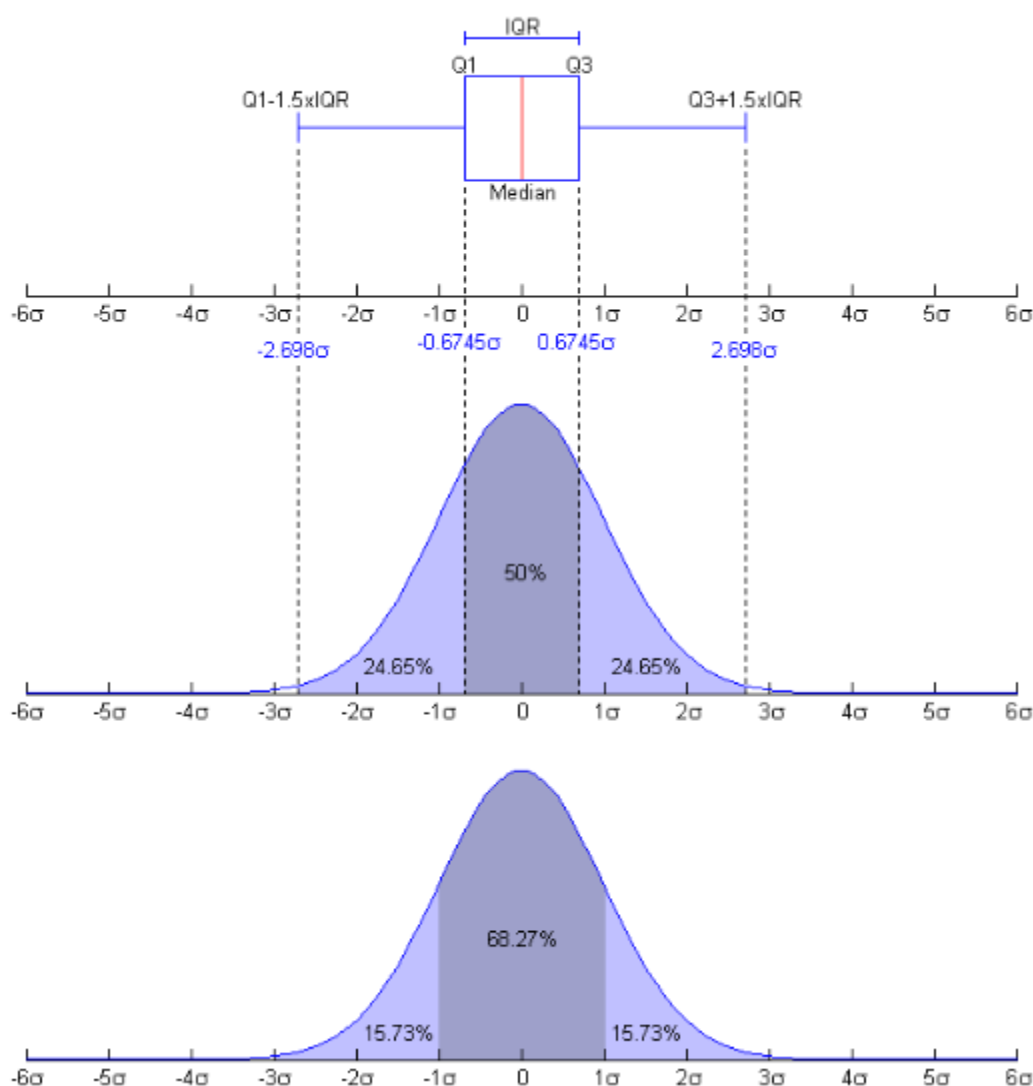 IQR
Q1 Q3
Q1-1.5xIQR Q3+1.5xIQR
Median
-6σ -5σ -4σ -3σ -2σ -1σ 0 1σ 2σ 3σ 4σ 5σ 6σ
-2.698σ -0.6745σ 0.6745σ 2.698σ
50%
24.65% 24.65%
-6σ -5σ -4σ -3σ -2σ -1σ 0 1σ 2σ 3σ 4σ 5σ 6σ
68.27%
15.73% 15.73%
-6σ -5σ -4σ -3σ -2σ -1σ 0 1σ 2σ 3σ 4σ 5σ 6σ